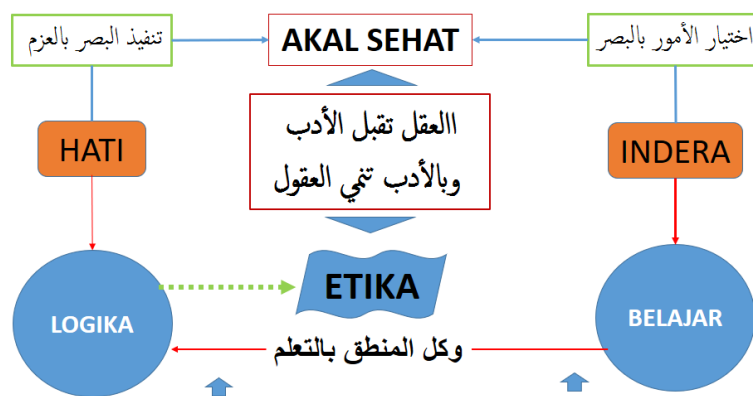 تنفيذ البصر بالعزم
AKAL SEHAT
اختيار الأمور بالبصر
االعقل تقبل الأدب
وبالأدب تنمي العقول
HATI
INDERA
ETIKA
LOGIKA
BELAJAR
وكل المنطق بالتعلم